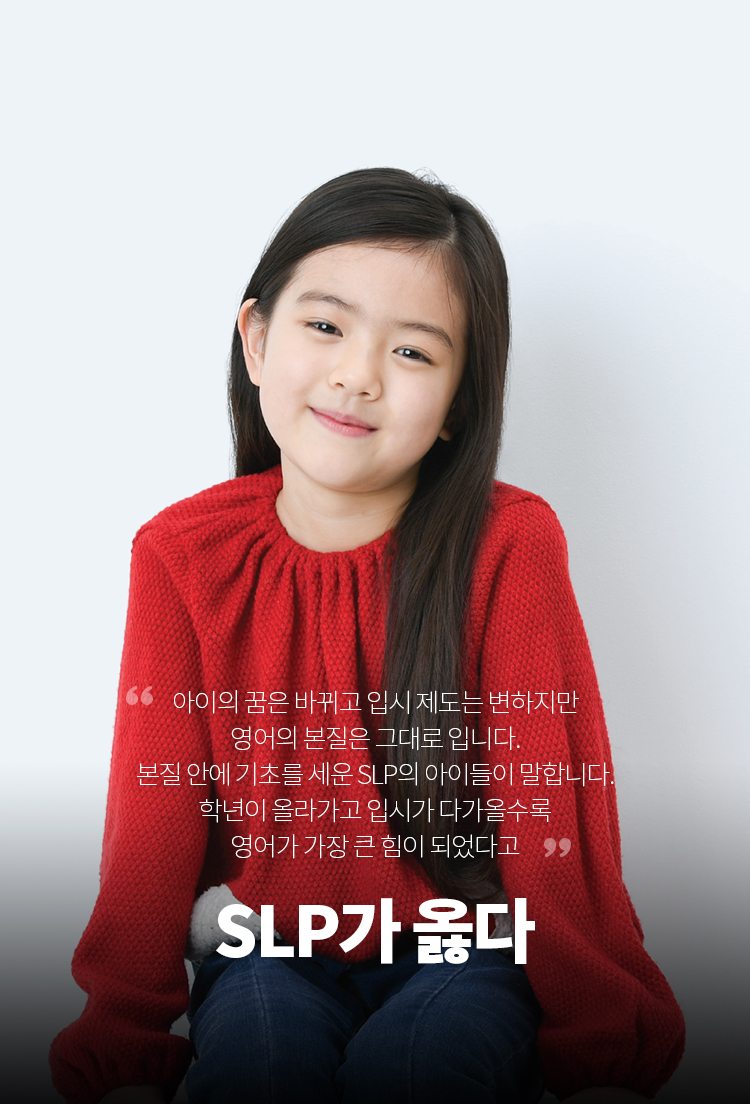 “ 아이의 꿈은 바뀌고 입시 제도는 변하지만
영어의 본질은 그대로 입니다.
본질 안에 기초를 세운 SLP의 아이들이 말합니다.
학년이 올라가고 입시가 다가올수록
영어가 가장 큰 힘이 되었다고 ”
SLP가 옳다